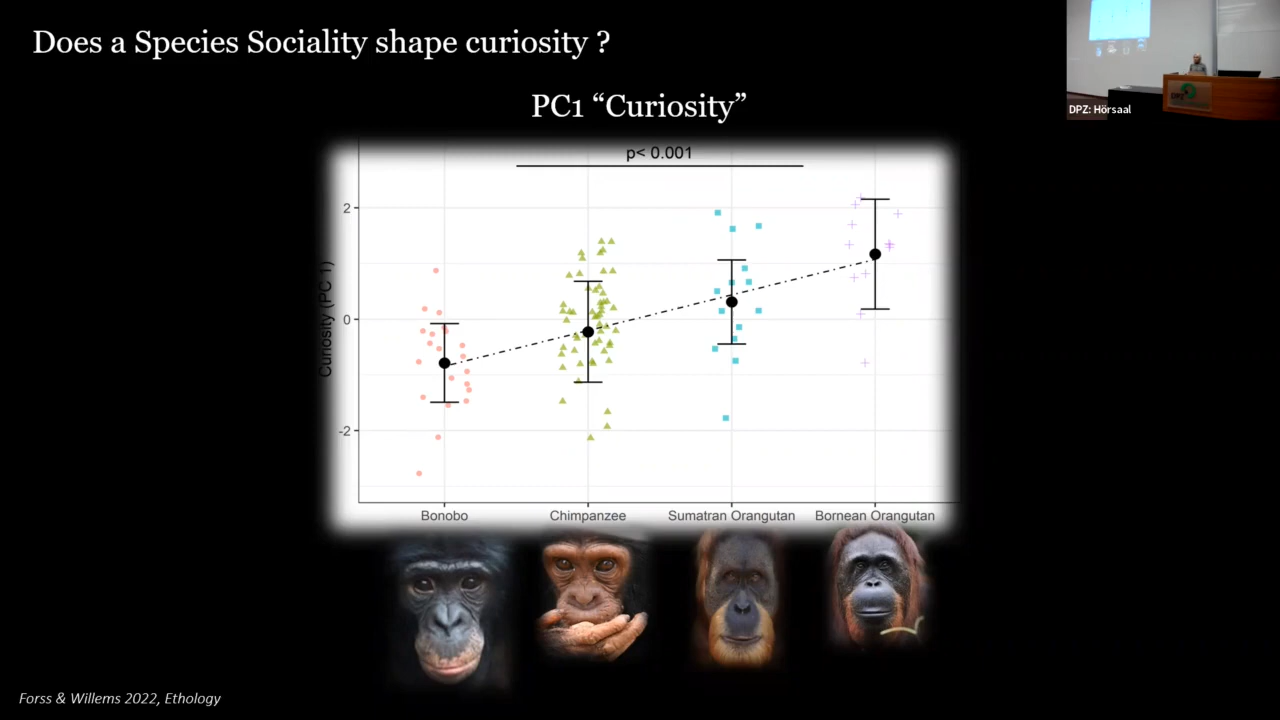 Does a Species Sociality shape curiosity ?
DPZ: Hörsaal
PC1 “Curiosity”
p< 0.001
2
0
-2
Curiosity (PC 1)
Bonobo
Chimpanzee
Sumatran Orangutan
Bornean Orangutan
Forss & Willems 2022, Ethology
DPZ